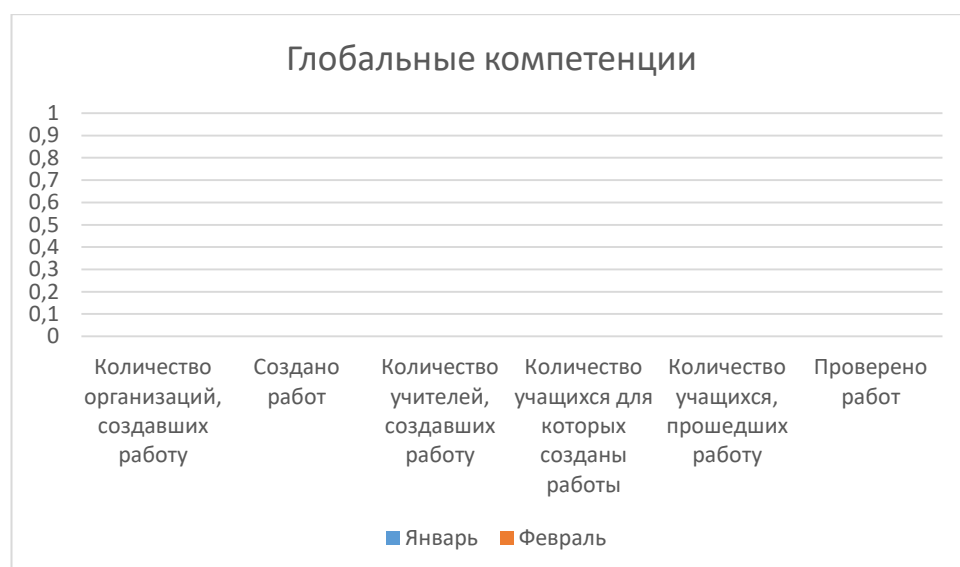 Глобальные компетенции
1
0,9
0,8
0,7
0,6
0,5
0,4
0,3
0,2
0,1
0
Количество
организаций,
создавших
работу
Создано
работ
Количество
учителей,
создавших
работу
Количество
учащихся для
которых
созданы
работы
Количество
учащихся,
прошедших
работу
Проверено
работ
Январь Февраль